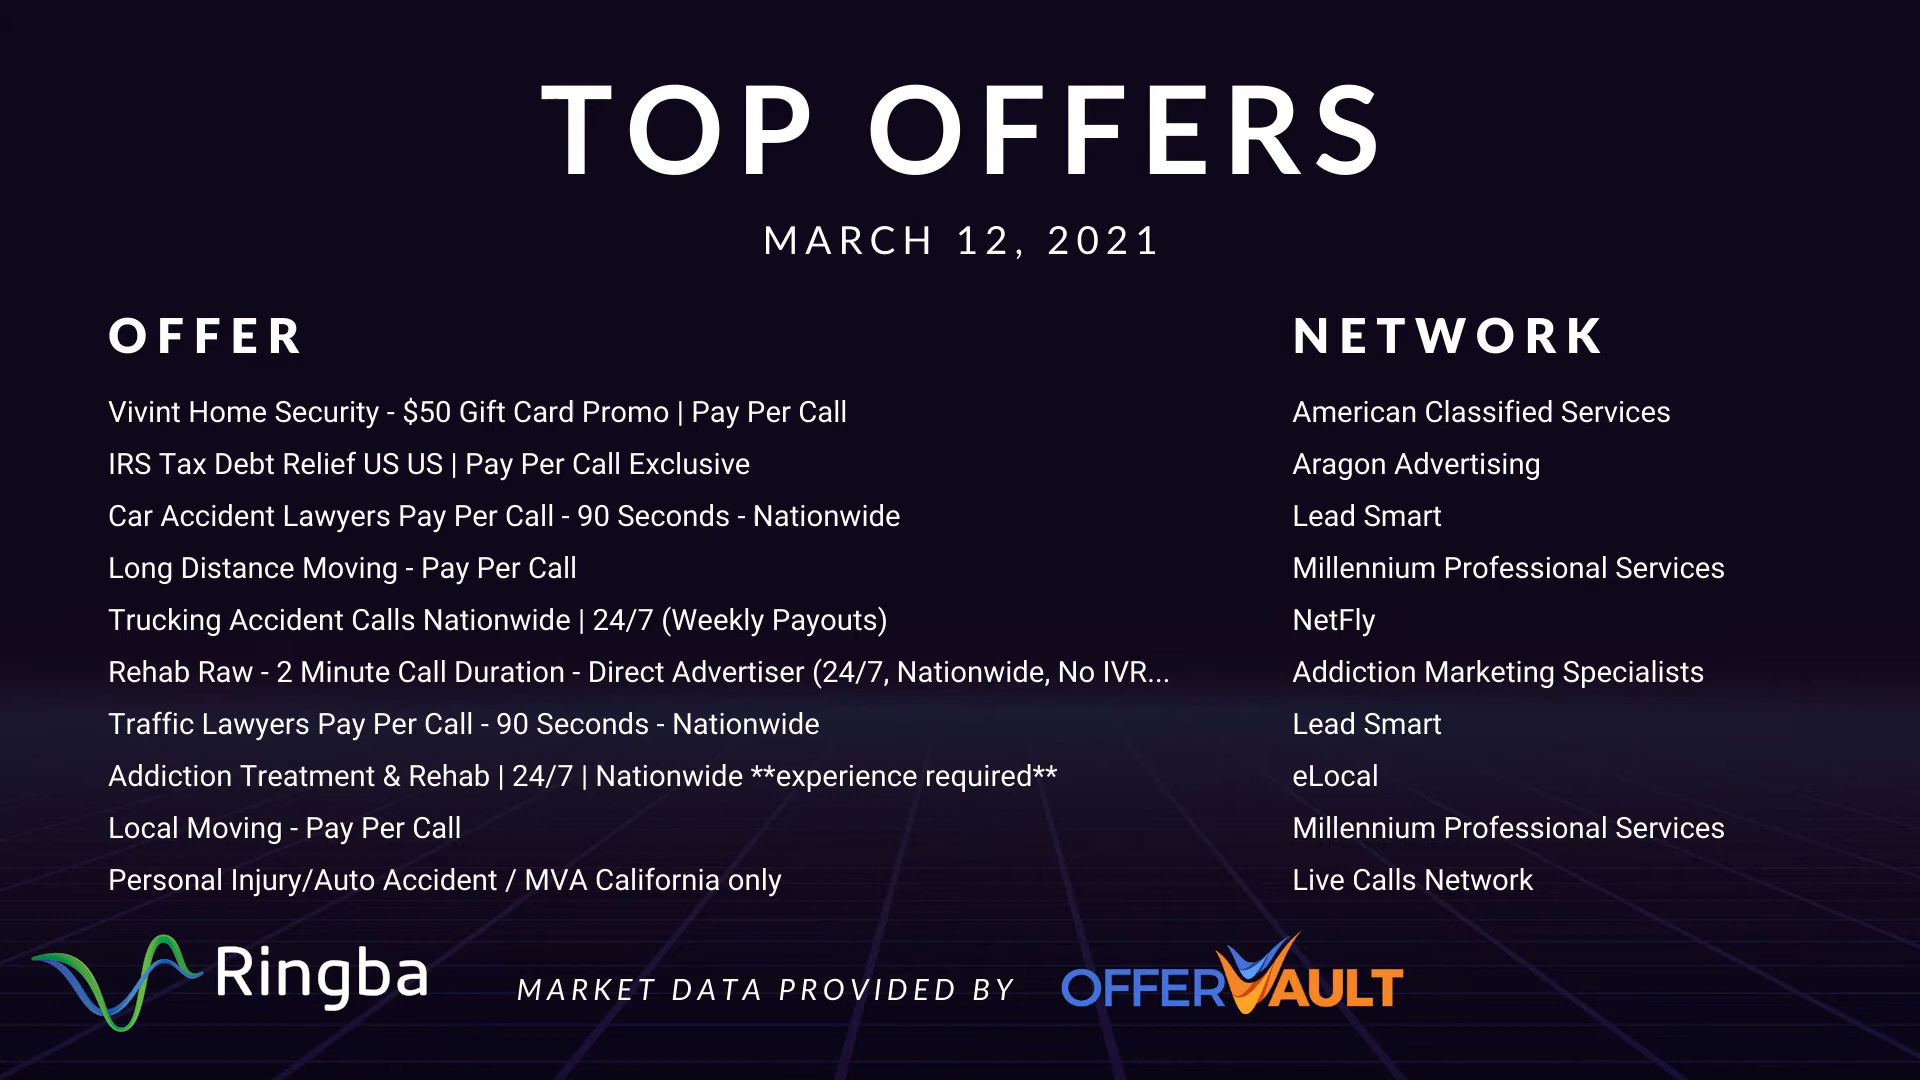 TOP OFFERS
MARCH 12, 2021
OFFER NETWORK
Vivint Home Security - $50 Gift Card Promo | Pay Per Call American Classified Services
IRS Tax Debt Relief US US | Pay Per Call Exclusive Aragon Advertising
Car Accident Lawyers Pay Per Call - 90 Seconds - Nationwide Lead Smart
Long Distance Moving - Pay Per Call Millennium Professional Services
Trucking Accident Calls Nationwide | 24/7 (Weekly Payouts) NetFly
Rehab Raw - 2 Minute Call Duration - Direct Advertiser (24/7, Nationwide, No IVR... Addiction Marketing Specialists
Traffic Lawyers Pay Per Call - 90 Seconds - Nationwide Lead Smart
Addiction Treatment & Rehab | 24/7 | Nationwide **experience required** eLocal
Local Moving - Pay Per Call Millennium Professional Services
Personal Injury/Auto Accident / MVA California only Live Calls Network
Ringba MARKET DATA PROVIDED BY OFFERVAULT